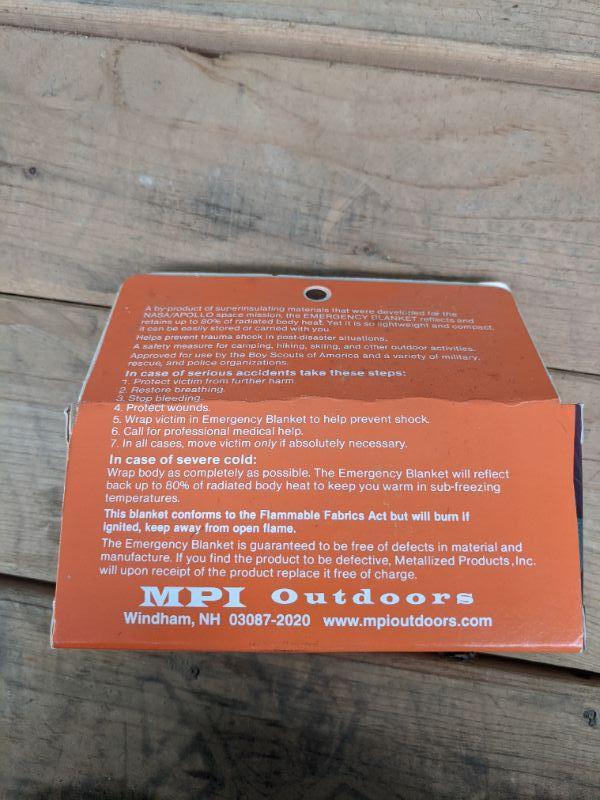 A by-product of superinsulating materials that were developed for the
NASA/APOLLO space mission, the EMERGENCY BLANKET reflects and
retains up to 80% of radiated body heat. Yet it is so lightweight and compact,
it can be easily stored or carried with you.
Helps prevent trauma shock in post-disaster situations.
A safety measure for camping, hiking, skiing, and other outdoor activities.
Approved for use by the Boy Scouts of America and a variety of military,
rescue, and police organizations.
In case of serious accidents take these steps:
1. Protect victim from further harm.
2. Restore breathing.
3. Stop bleeding.
4. Protect wounds.
5. Wrap victim in Emergency Blanket to help prevent shock.
6. Call for professional medical help.
7. In all cases, move victim only if absolutely necessary.
In case of severe cold:
Wrap body as completely as possible. The Emergency Blanket will reflect
back up to 80% of radiated body heat to keep you warm in sub-freezing
temperatures.
This blanket conforms to the Flammable Fabrics Act but will burn if
ignited, keep away from open flame.
The Emergency Blanket is guaranteed to be free of defects in material and
manufacture. If you find the product to be defective, Metallized Products, Inc.
will upon receipt of the product replace it free of charge.
MPI Outdoors
Windham, NH 03087-2020 www.mpioutdoors.com